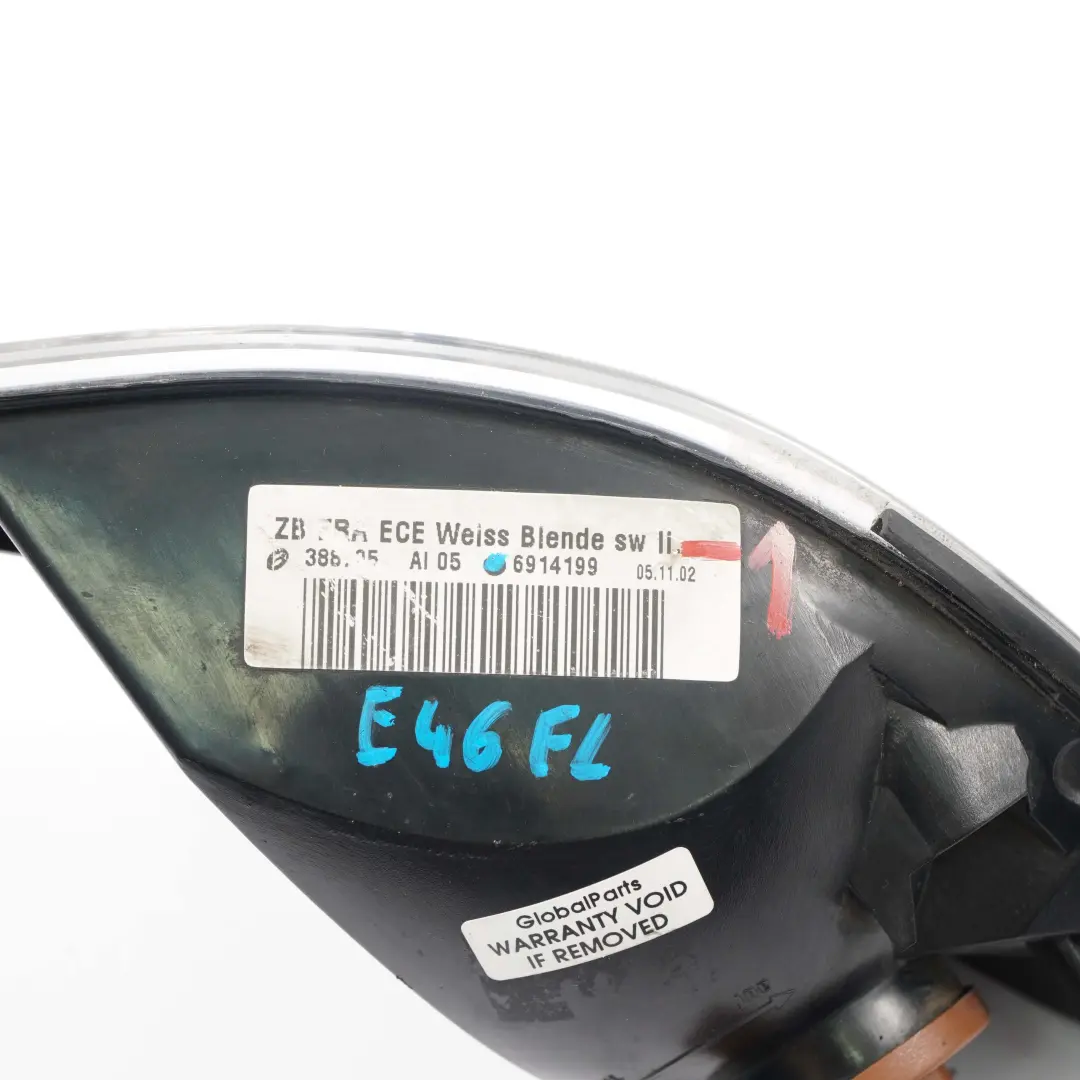 ZB ECE Weiss Blende sw li.
AI 05 6914199 05.11.02
1
E46 FL
GlobalParts
WARRANTY VOID
IF REMOVED